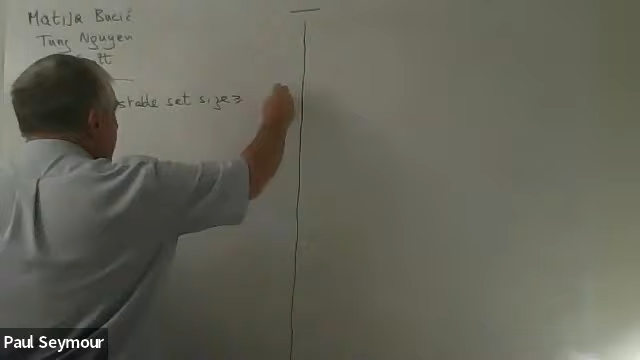 Matija Bucić
Tung Nguyen
stable set size ≥
Paul Seymour